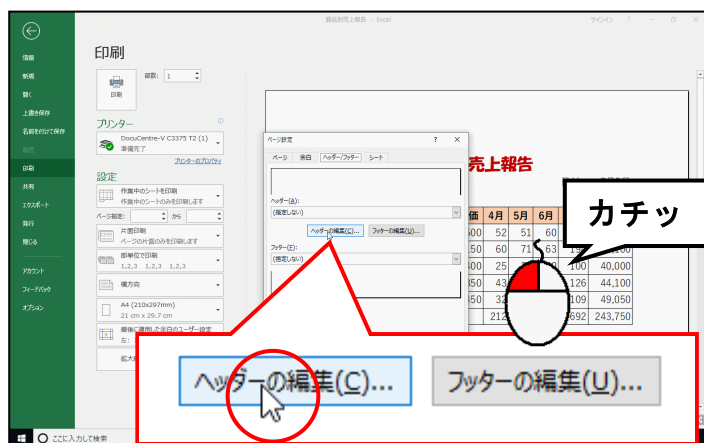 商品別売上報告 - Excel
サインイン ? - ×
情報
新規
開く
上書き保存
名前を付けて保存
履歴
印刷
共有
エクスポート
発行
閉じる
アカウント
フィードバック
オプション
印刷
印刷
部数: 1
プリンター
DocuCentre-V C3375 T2 (1)
準備完了
プリンターのプロパティ
設定
作業中のシートを印刷
作業中のシートのみを印刷します
ページ指定: から
片面印刷
ページの片面のみを印刷します
部単位で印刷
1,2,3 1,2,3 1,2,3
横方向
A4 (210x297mm)
21 cm x 29.7 cm
最後に適用した余白のユーザー設定
左:
拡大
ページ設定 ? ×
ページ 余白 ヘッダー/フッター シート
ヘッダー(A):
(指定しない)
ヘッダーの編集(C)... フッターの編集(U)...
フッター(F):
(指定しない)
売上報告
価 4月 5月 6月
500 52 51 60
150 60 71 63
400 25 100 40,000
350 43 126 44,100
450 32 109 49,050
212 692 243,750
カチッ
ヘッダーの編集(C)... フッターの編集(U)...
ここに入力して検索